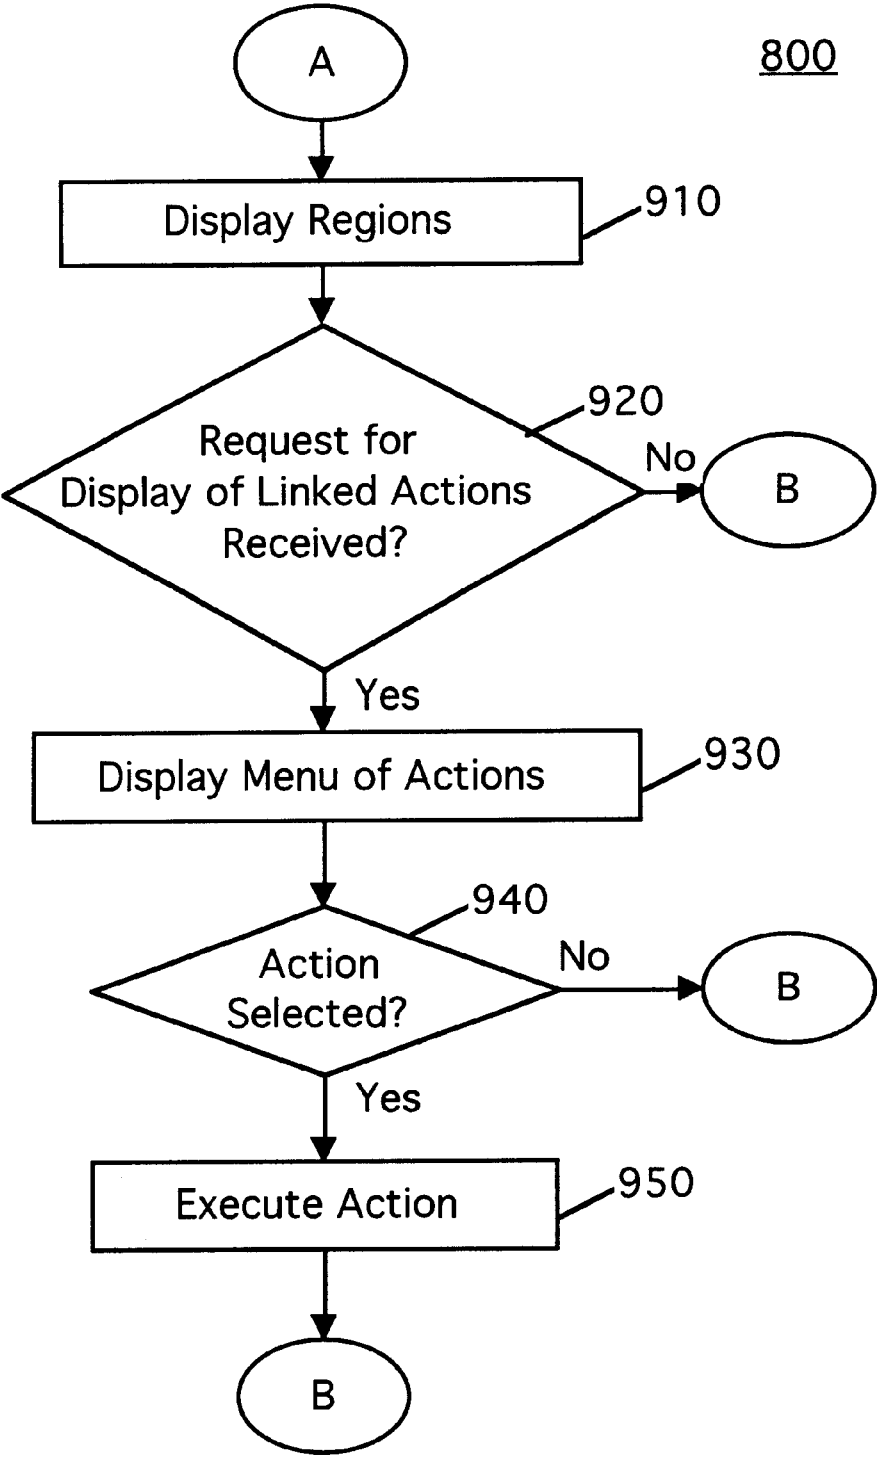 A
800
Display Regions
910
920
Request for
Display of Linked Actions
Received?
No
B
Yes
Display Menu of Actions
930
940
Action
Selected?
No
B
Yes
Execute Action
950
B